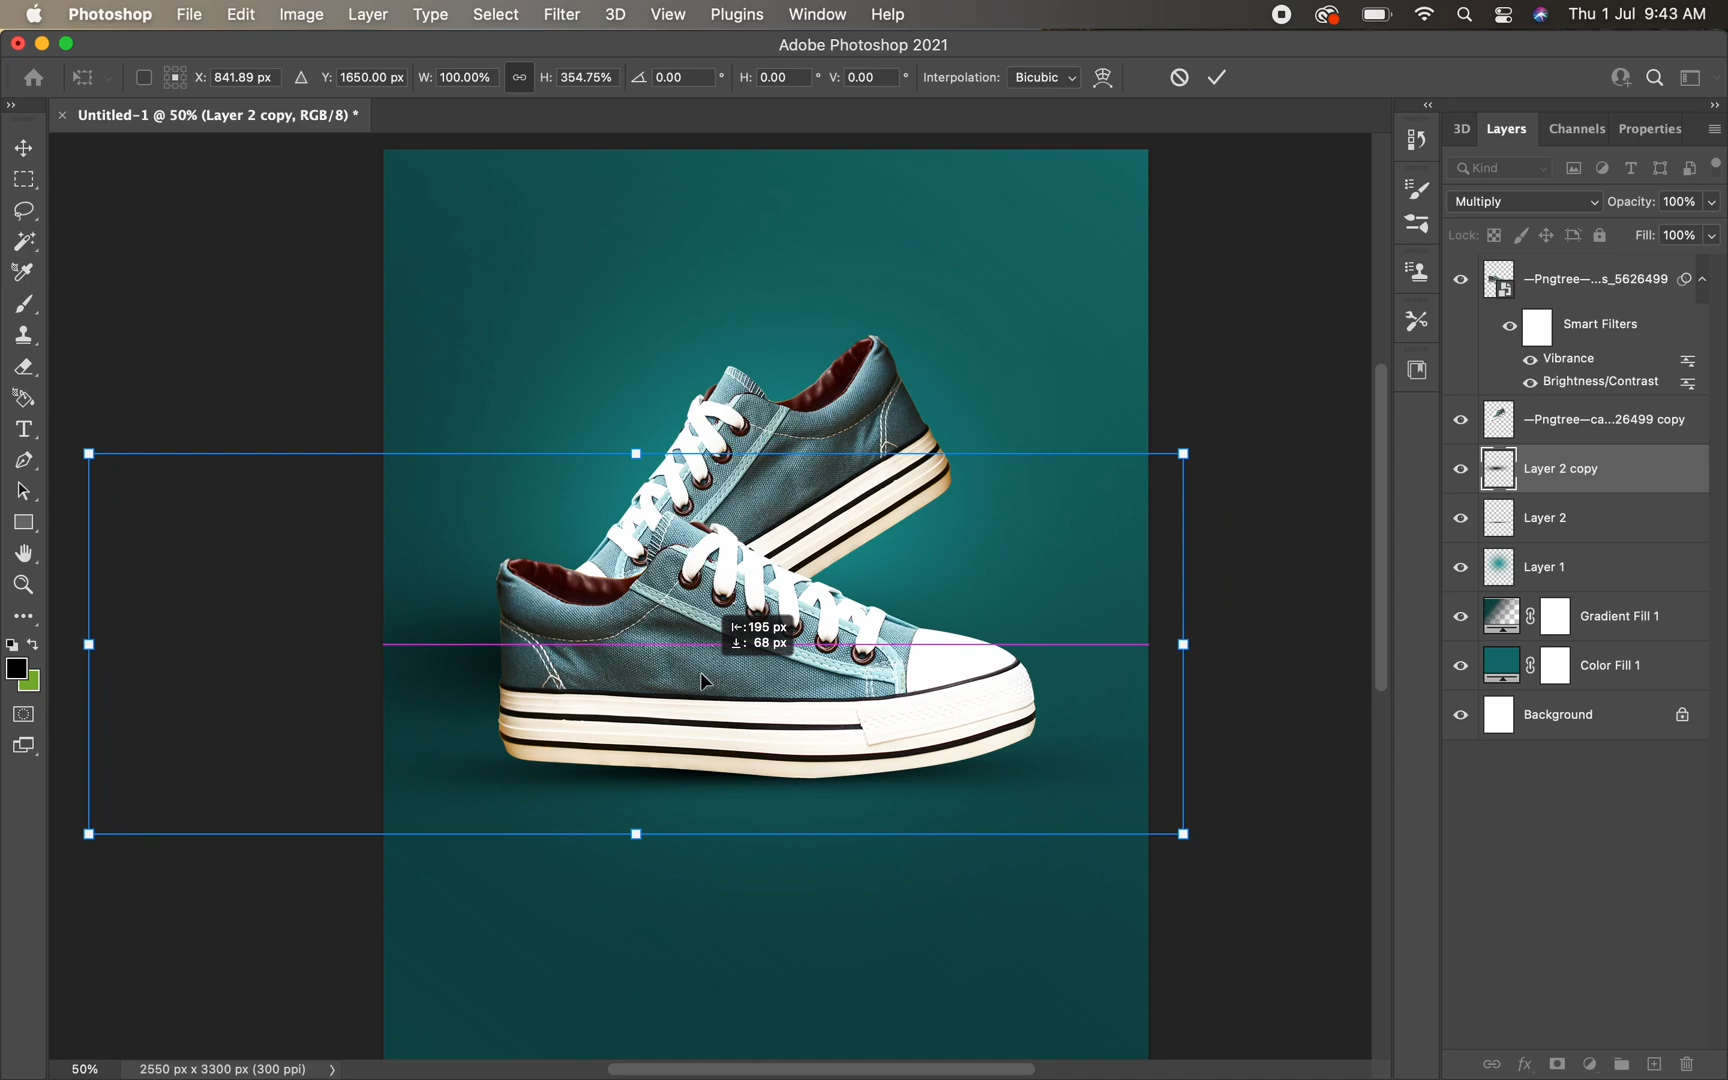 Photoshop File Edit Image Layer Type Select Filter 3D View Plugins Window Help Thu 1 Jul 9:43 AM
Adobe Photoshop 2021
X: 841.89 px Y: 1650.00 px W: 100.00% H: 354.75% 0.00 ° H: 0.00 ° V: 0.00 ° Interpolation: Bicubic
Untitled-1 @ 50% (Layer 2 copy, RGB/8) *
3D Layers Channels Properties
Kind
Multiply Opacity: 100%
Lock: Fill: 100%
—Pngtree—...s_5626499
Smart Filters
Vibrance
Brightness/Contrast
—Pngtree—ca...26499 copy
Layer 2 copy
Layer 2
Layer 1
Gradient Fill 1
Color Fill 1
Background
195 px
68 px
50% 2550 px x 3300 px (300 ppi)